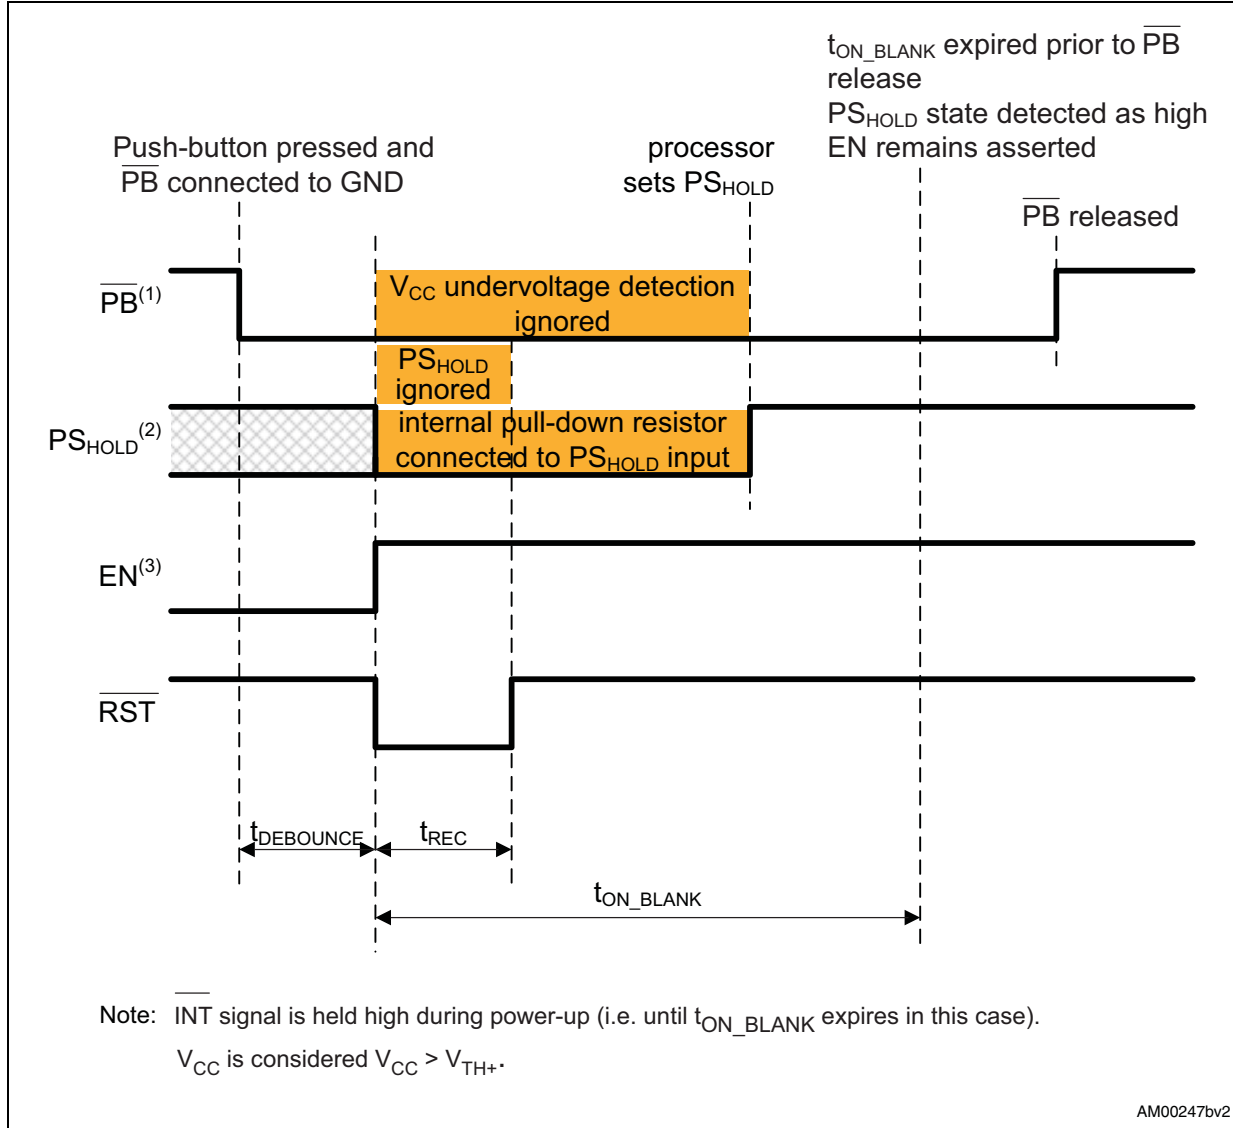 tON_BLANK expired prior to PB
release
PSHOLD state detected as high
EN remains asserted
Push-button pressed and
PB connected to GND
processor
sets PSHOLD
PB released
PB(1)
VCC undervoltage detection
ignored
PSHOLD
ignored
PSHOLD(2)
internal pull-down resistor
connected to PSHOLD input
EN(3)
RST
tDEBOUNCE
tREC
tON_BLANK
Note: INT signal is held high during power-up (i.e. until tON_BLANK expires in this case).
VCC is considered VCC > VTH+.
AM00247bv2